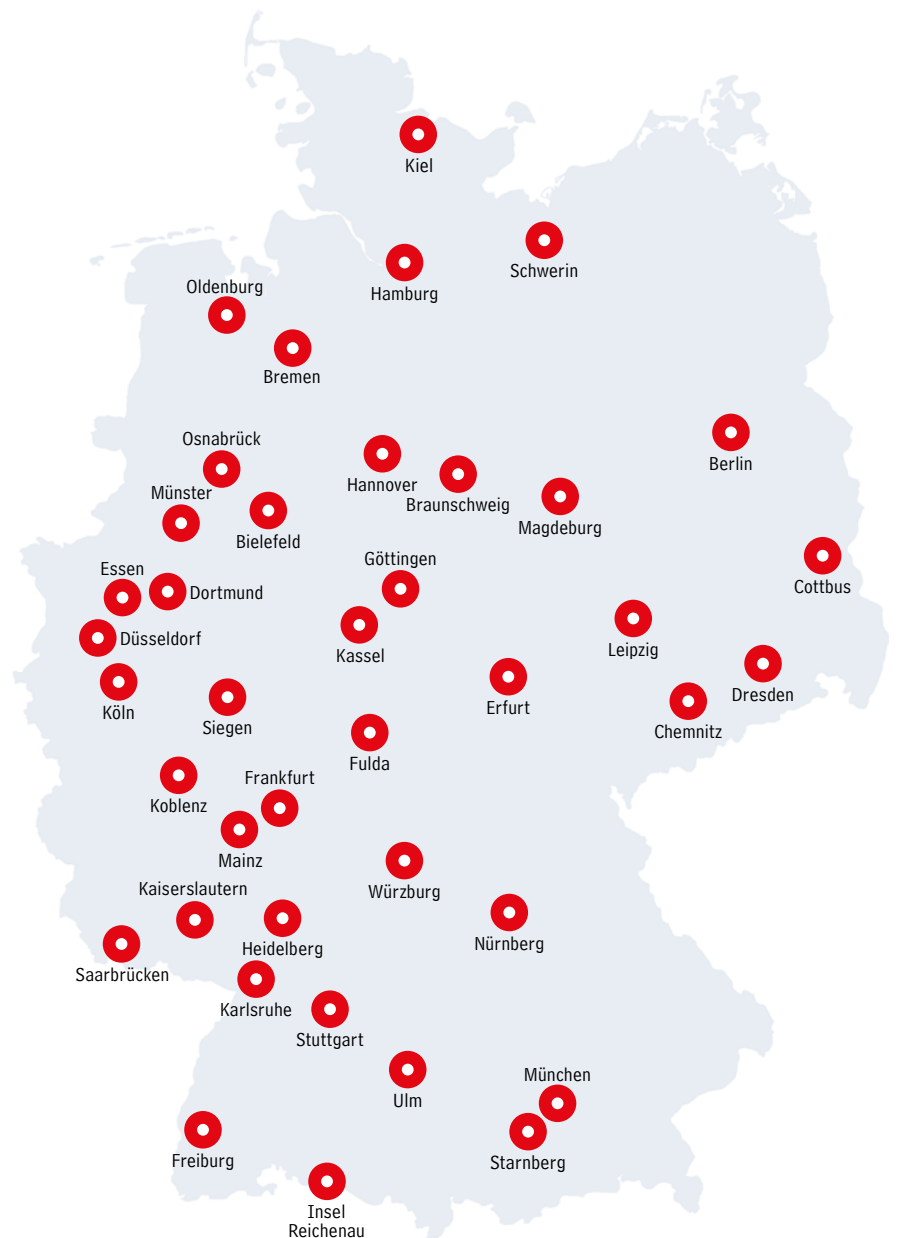 Kiel
Schwerin
Hamburg
Oldenburg
Bremen
Osnabrück
Berlin
Hannover
Münster
Braunschweig
Magdeburg
Bielefeld
Göttingen
Essen
Cottbus
Dortmund
Düsseldorf
Leipzig
Kassel
Dresden
Erfurt
Köln
Siegen
Chemnitz
Fulda
Frankfurt
Koblenz
Mainz
Kaiserslautern
Würzburg
Nürnberg
Heidelberg
Saarbrücken
Karlsruhe
Stuttgart
München
Ulm
Freiburg
Starnberg
Insel
Reichenau